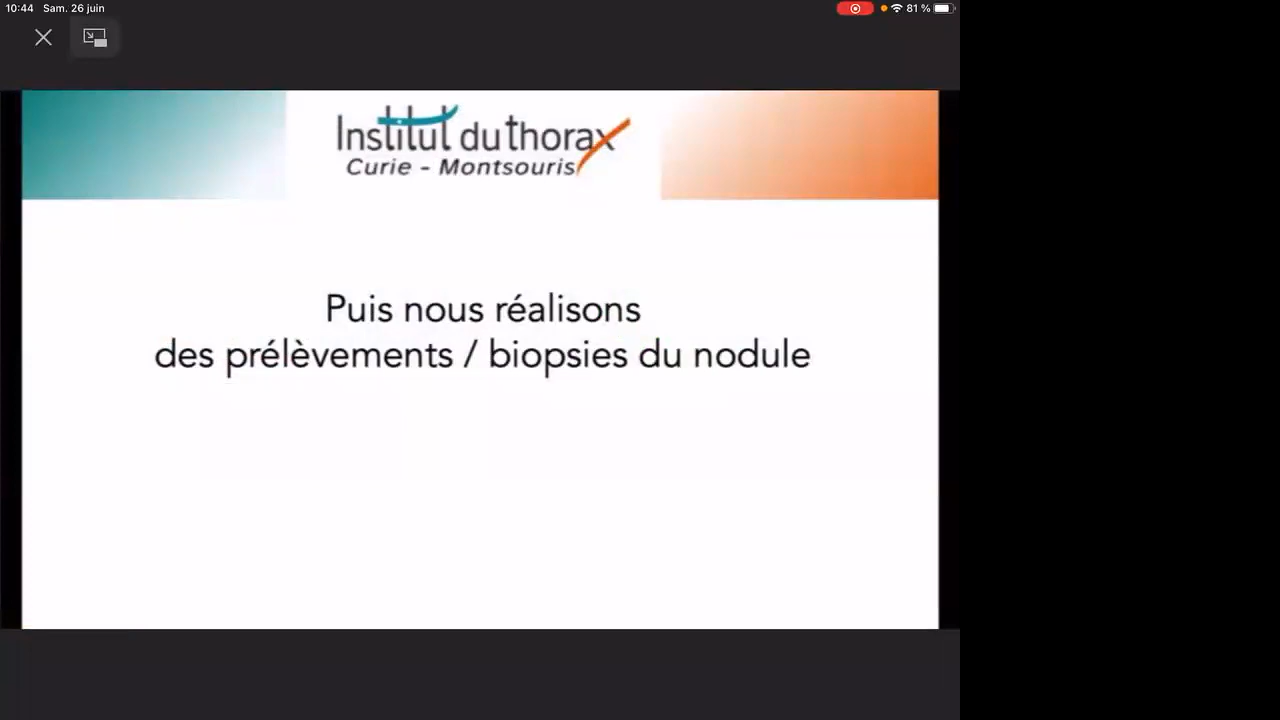 10:44 Sam. 26 juin
81 %
Institut du thorax
Curie - Montsouris
Puis nous réalisons
des prélèvements / biopsies du nodule